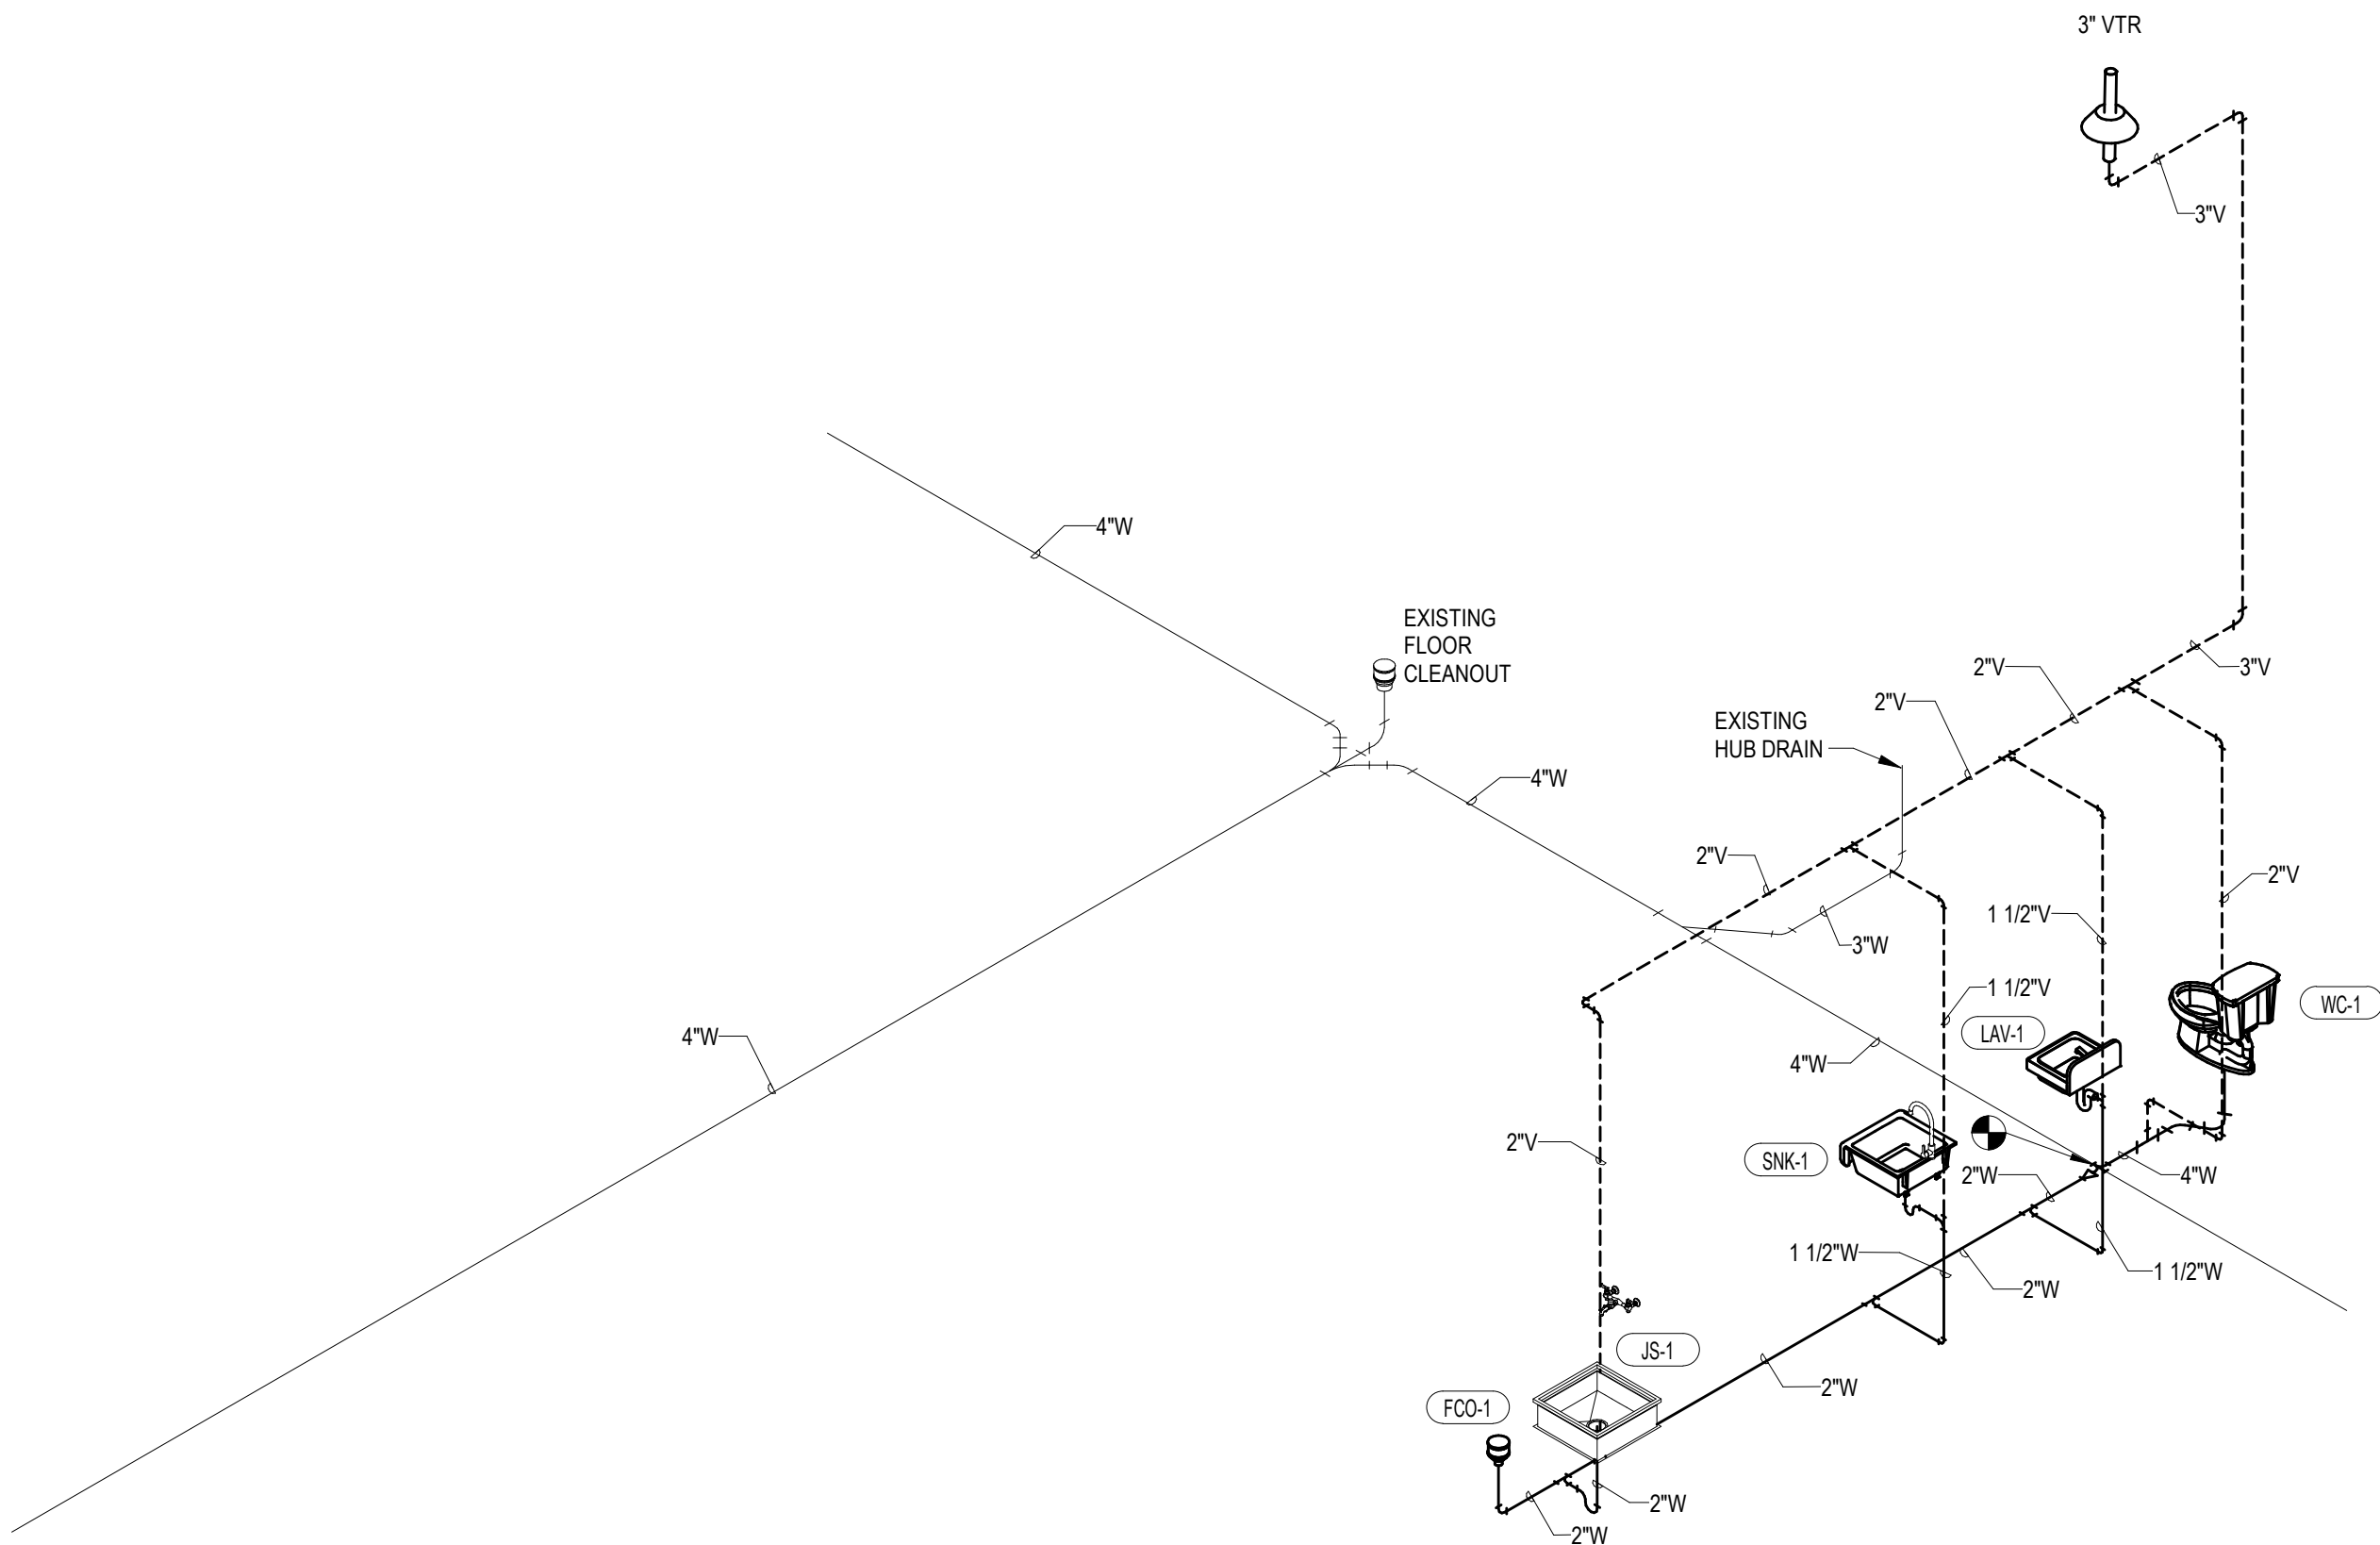 3" VTR
3"V
4"W
EXISTING
FLOOR
CLEANOUT
2"V
3"V
2"V
EXISTING
HUB DRAIN
4"W
2"V
2"V
1 1/2"V
3"W
1 1/2"V
WC-1
LAV-1
4"W
4"W
2"V
SNK-1
2"W
4"W
1 1/2"W
1 1/2"W
2"W
JS-1
2"W
FCO-1
2"W
2"W